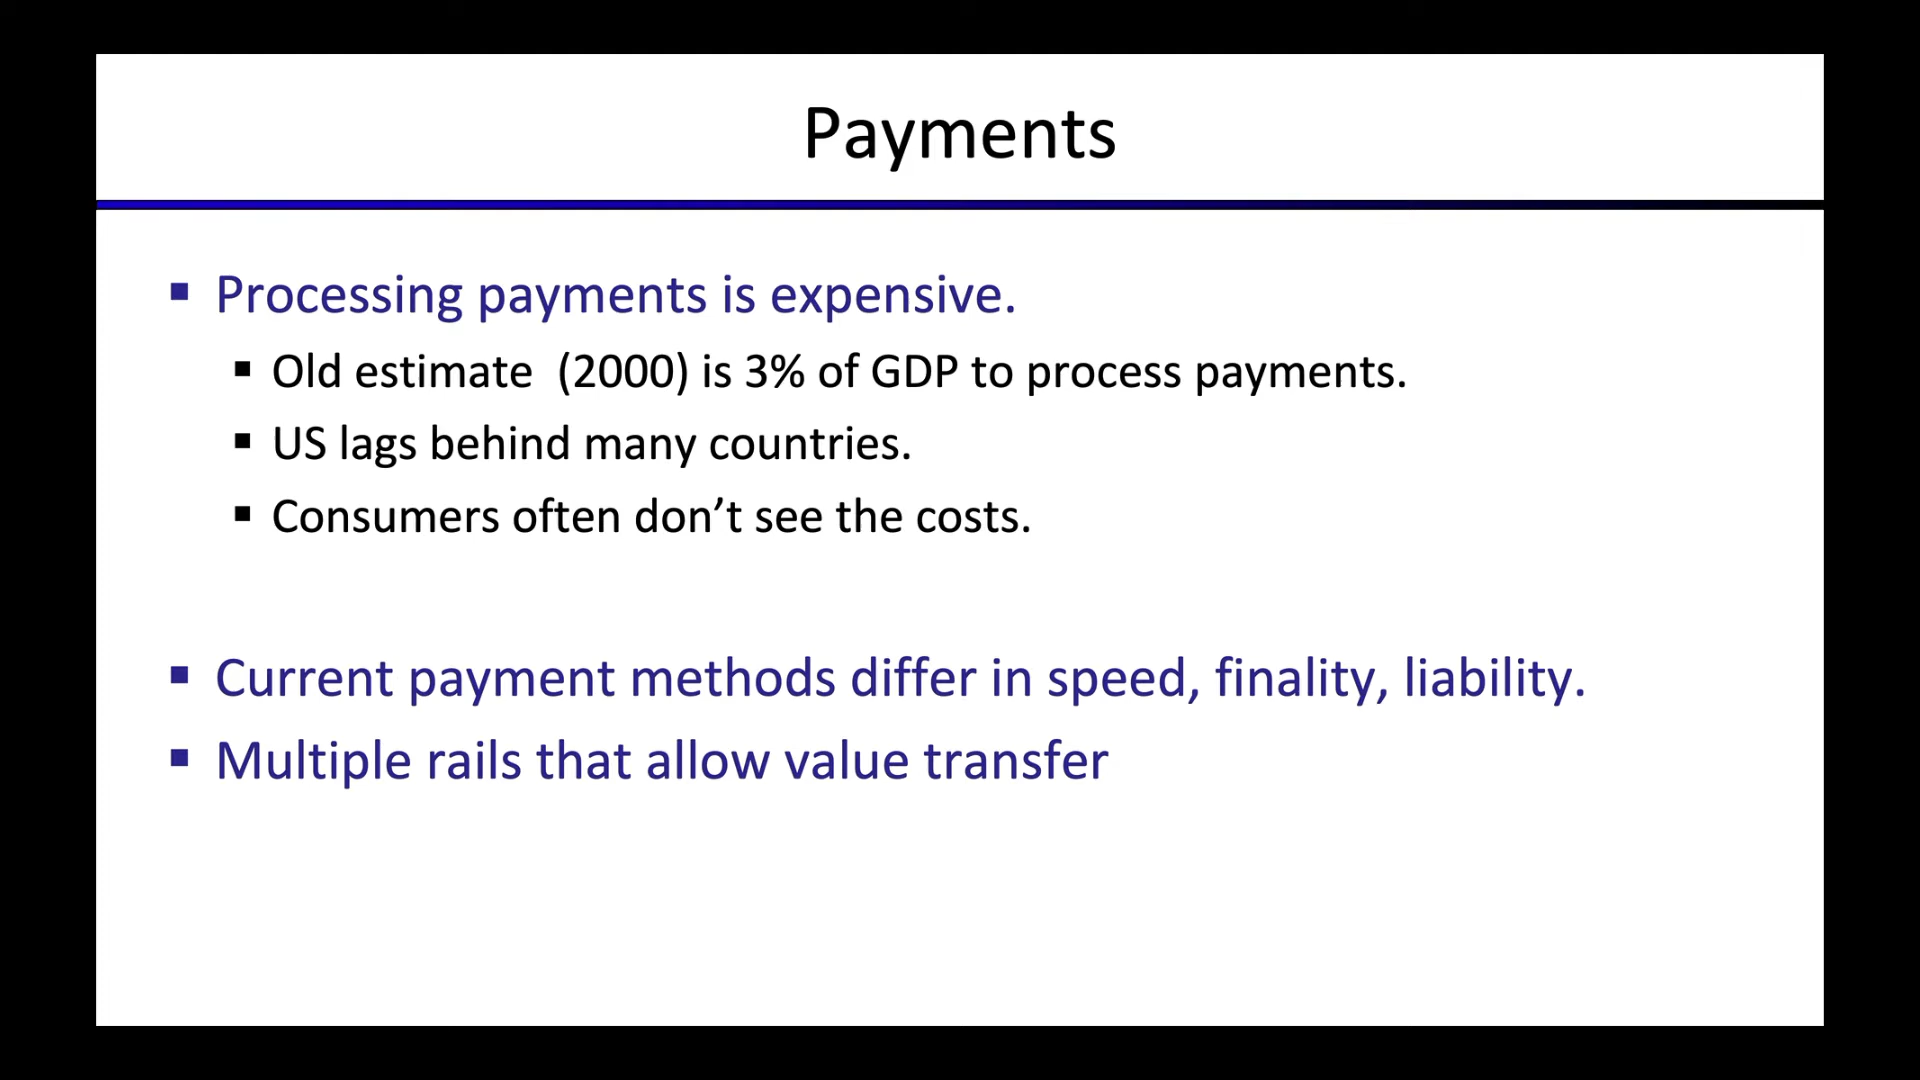 Payments
▪ Processing payments is expensive.
▪ Old estimate  (2000) is 3% of GDP to process payments.
▪ US lags behind many countries.
▪ Consumers often don’t see the costs.
▪ Current payment methods differ in speed, finality, liability.
▪ Multiple rails that allow value transfer